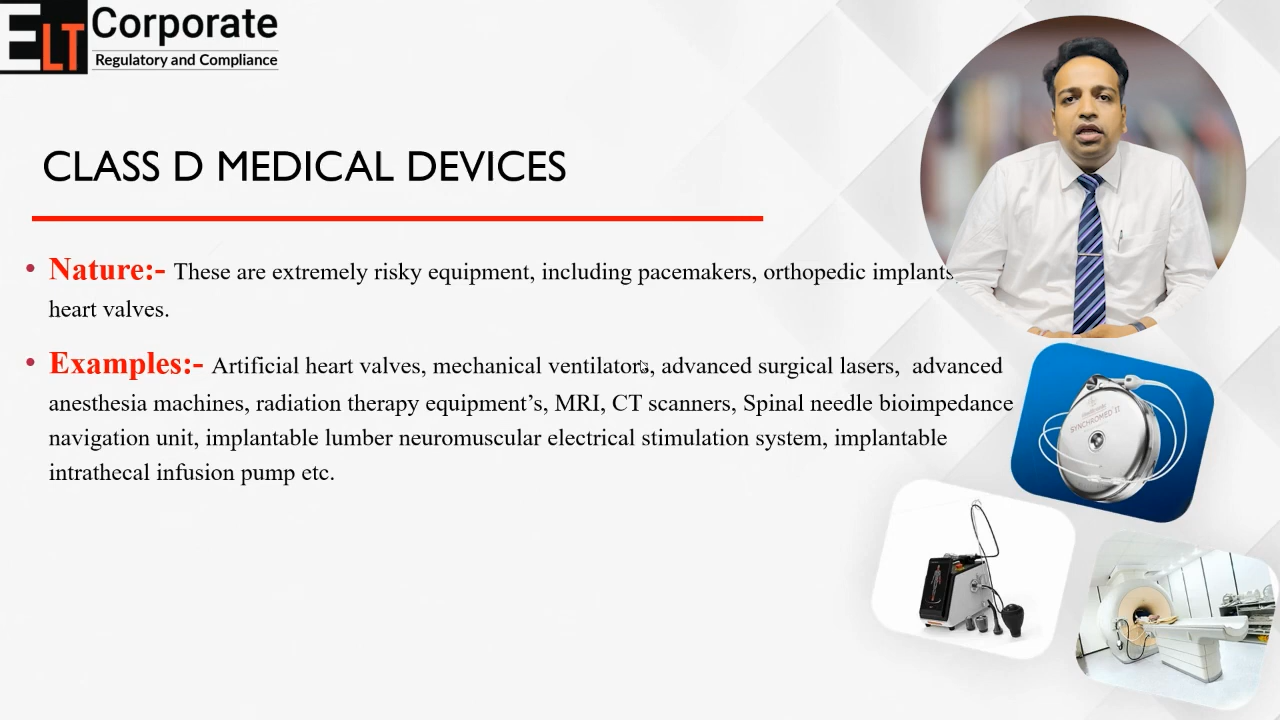 ELT Corporate
Regulatory and Compliance
CLASS D MEDICAL DEVICES
• Nature:- These are extremely risky equipment, including pacemakers, orthopedic implants
heart valves.
• Examples:- Artificial heart valves, mechanical ventilators, advanced surgical lasers, advanced
anesthesia machines, radiation therapy equipment’s, MRI, CT scanners, Spinal needle bioimpedance
navigation unit, implantable lumber neuromuscular electrical stimulation system, implantable
intrathecal infusion pump etc.
SYNCHROMED II